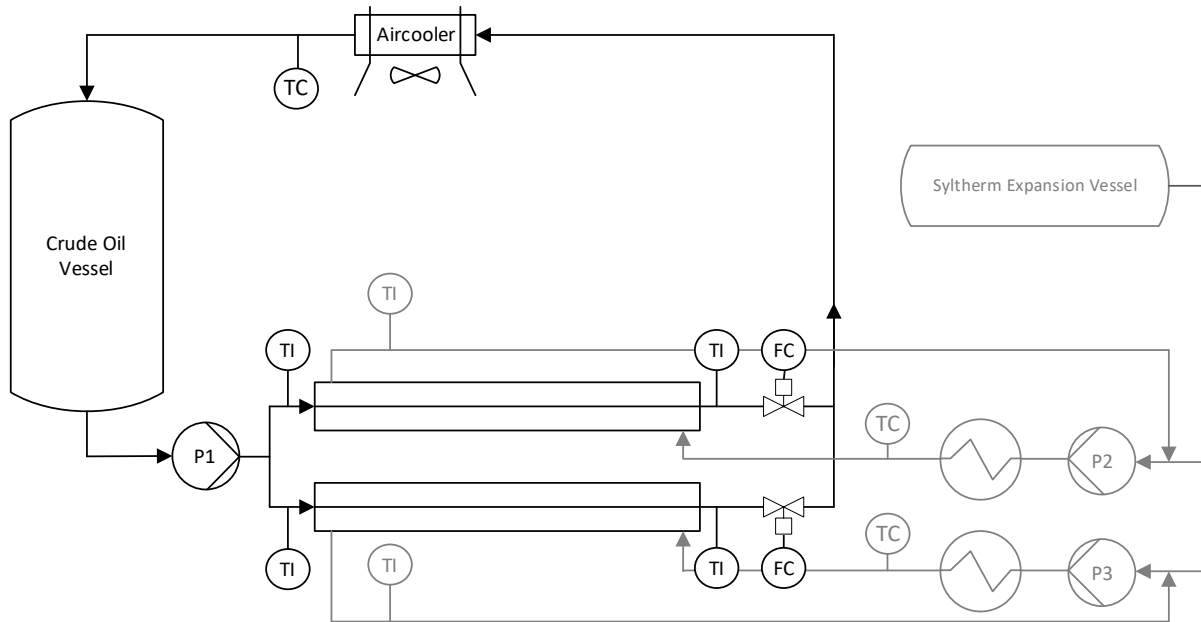 Aircooler
TC
Syltherm Expansion Vessel
Crude Oil
Vessel
TI
TI
TI
FC
TC
P1
P2
TC
TI
TI
TI
FC
P3